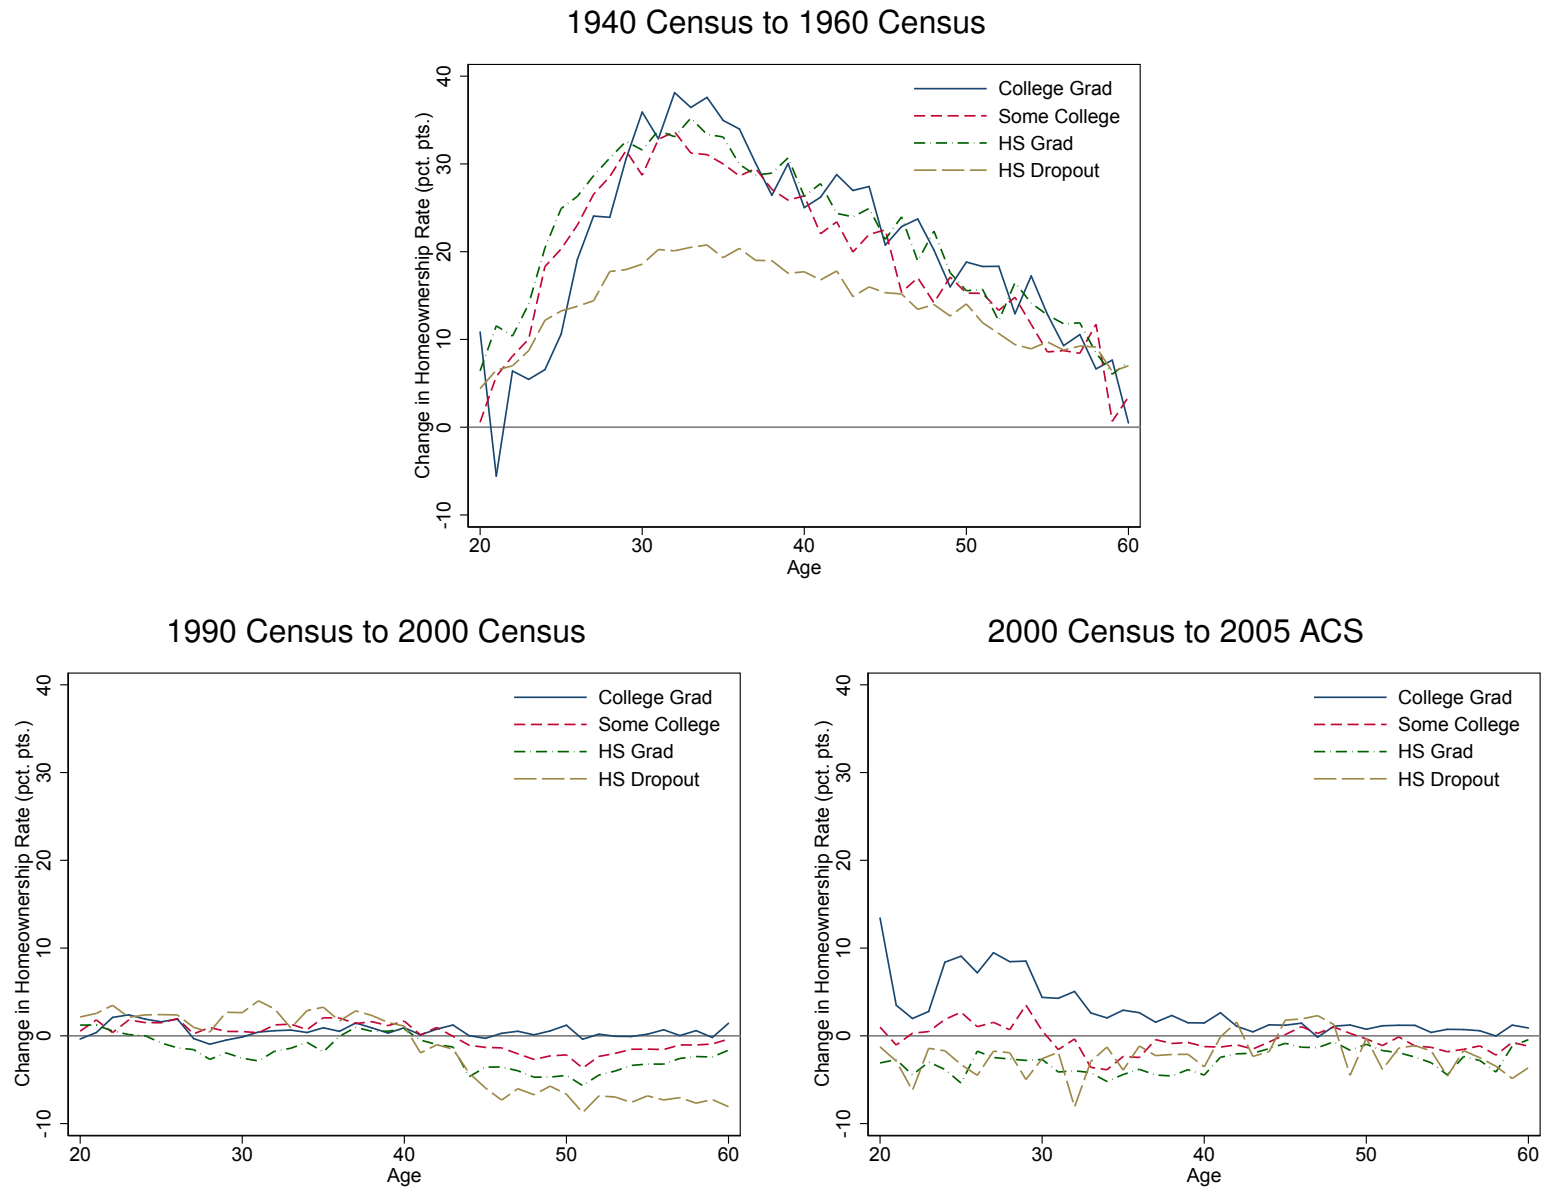 1940 Census to 1960 Census
Change in Homeownership Rate (pct. pts.)
40
30
20
10
0
-10
College Grad
Some College
HS Grad
HS Dropout
20 30 40 50 60
Age
1990 Census to 2000 Census
Change in Homeownership Rate (pct. pts.)
40
30
20
10
0
-10
College Grad
Some College
HS Grad
HS Dropout
20 30 40 50 60
Age
2000 Census to 2005 ACS
Change in Homeownership Rate (pct. pts.)
40
30
20
10
0
-10
College Grad
Some College
HS Grad
HS Dropout
20 30 40 50 60
Age